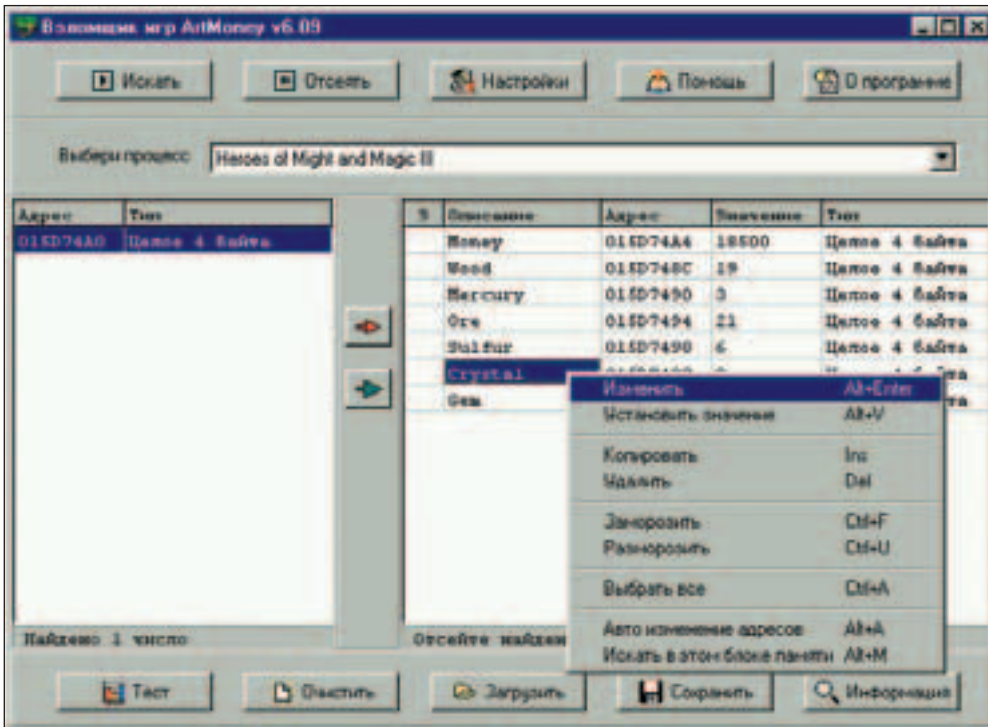 Взломщик игр ArtMoney v6.09
Искать Отсеять Настройки Помощь О программе
Выбери процесс Heroes of Might and Magic III
Адрес Тип
015D74A0 Целое 4 байта
Описание Адрес Значение Тип
Money 015D74A4 18500 Целое 4 байта
Wood 015D748C 19 Целое 4 байта
Mercury 015D7490 3 Целое 4 байта
Ore 015D7494 21 Целое 4 байта
Sulfur 015D7498 6 Целое 4 байта
Crystal
Gem
Изменить Alt+Enter
Установить значение Alt+V
Копировать Ins
Удалить Del
Заморозить Ctrl+F
Разморозить Ctrl+U
Выбрать все Ctrl+A
Авто изменение адресов Alt+A
Искать в этом блоке памяти Alt+M
Найдено 1 число
Отсейте
Тест Очистить Загрузить Сохранить Информация